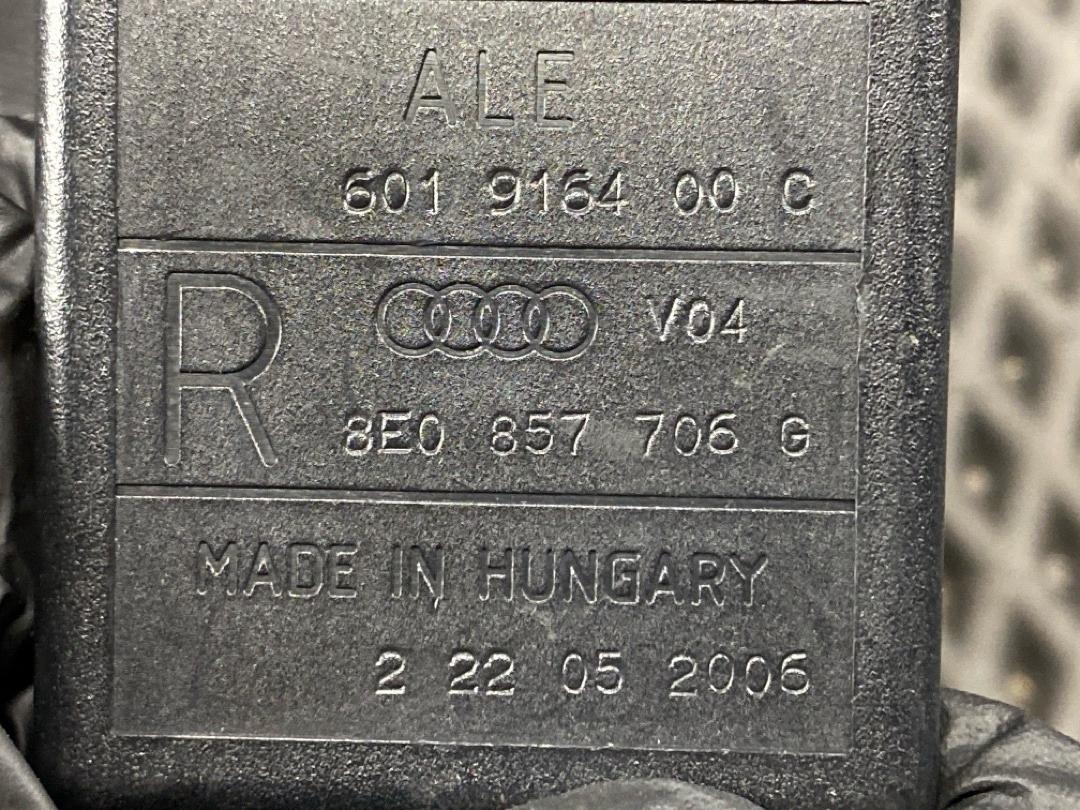 ALE
601 9164 00 C
R
V04
8E0 857 706 G
MADE IN HUNGARY
2 22 05 2006